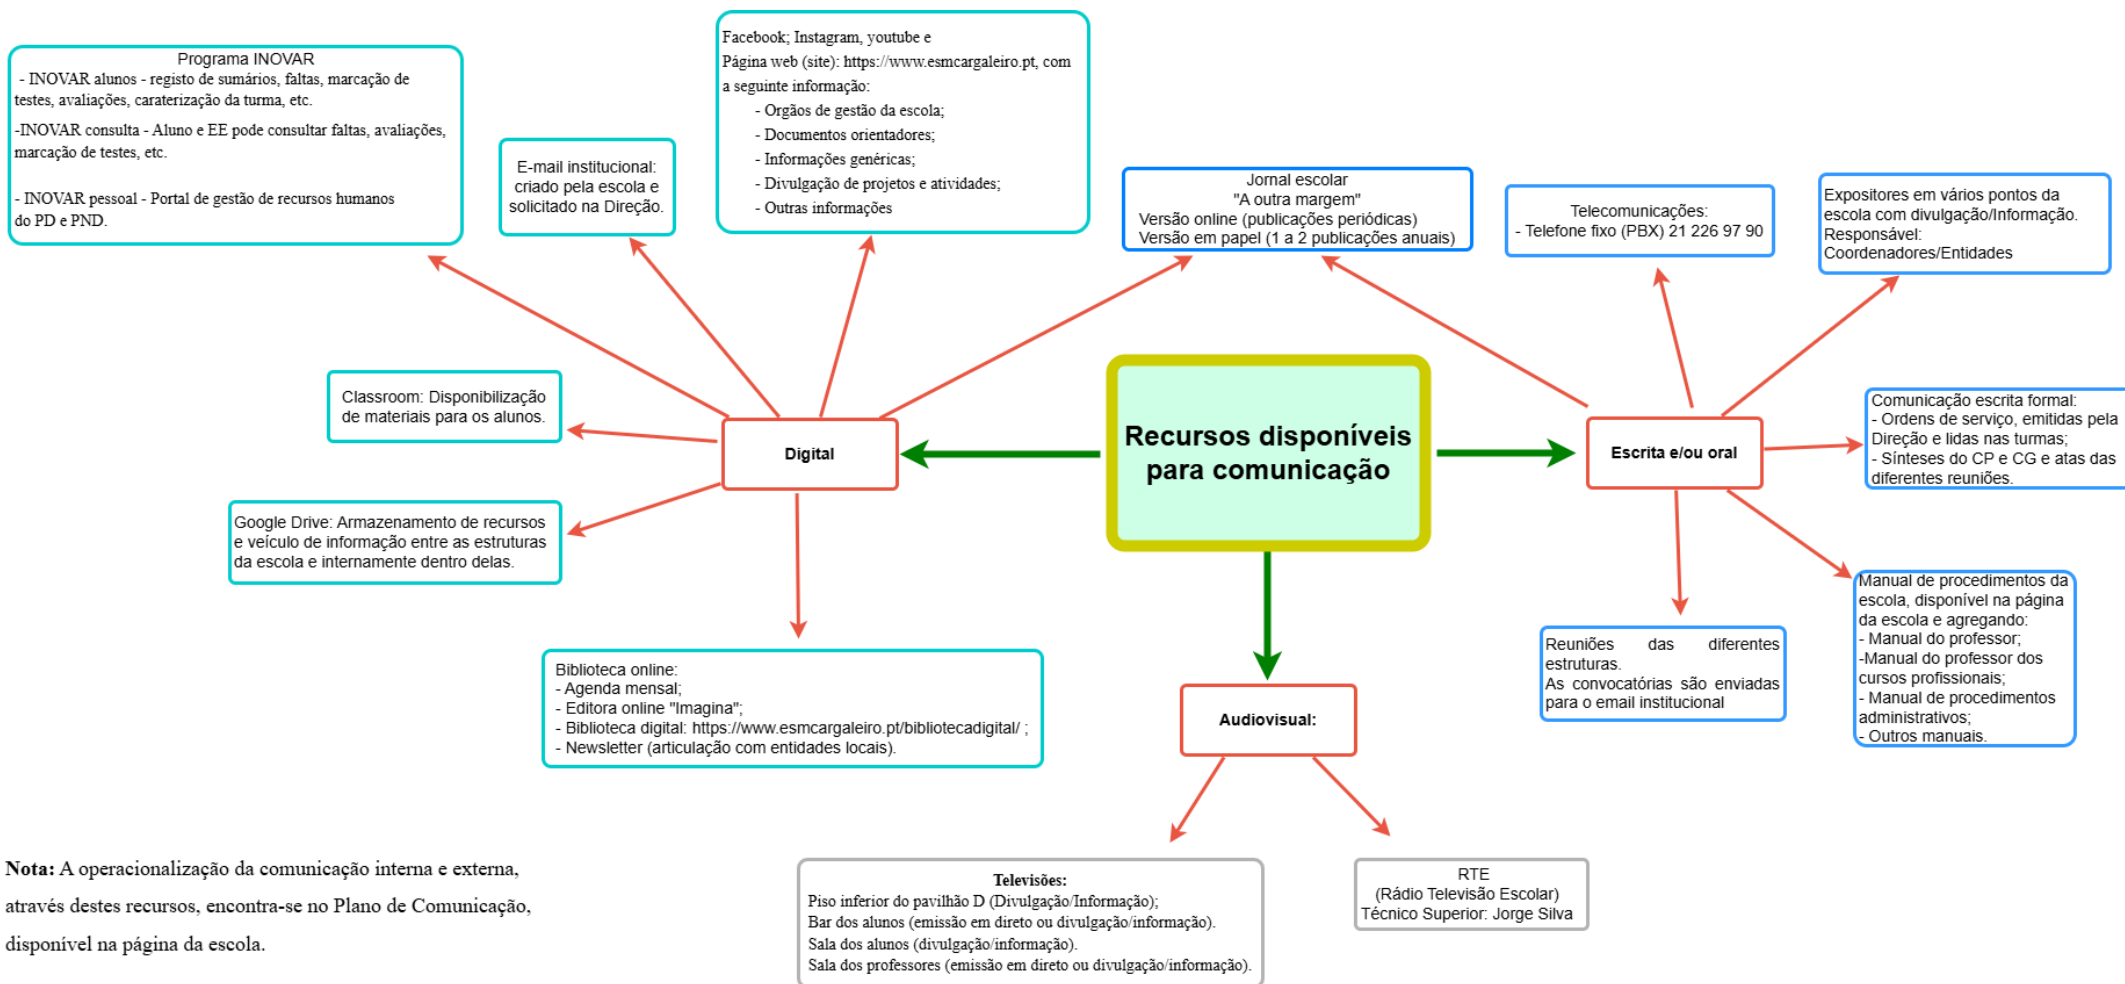 Programa INOVAR
- INOVAR alunos - registo de sumários, faltas, marcação de
testes, avaliações, caraterização da turma, etc.
-INOVAR consulta - Aluno e EE pode consultar faltas, avaliações,
marcação de testes, etc.
- INOVAR pessoal - Portal de gestão de recursos humanos
do PD e PND.
E-mail institucional:
criado pela escola e
solicitado na Direção.
Facebook; Instagram, youtube e
Página web (site): https://www.esmcargaleiro.pt, com
a seguinte informação:
- Orgãos de gestão da escola;
- Documentos orientadores;
- Informações genéricas;
- Divulgação de projetos e atividades;
- Outras informações
Jornal escolar
"A outra margem"
Versão online (publicações periódicas)
Versão em papel (1 a 2 publicações anuais)
Telecomunicações:
- Telefone fixo (PBX) 21 226 97 90
Expositores em vários pontos da
escola com divulgação/Informação.
Responsável:
Coordenadores/Entidades
Classroom: Disponibilização
de materiais para os alunos.
Digital
Recursos disponíveis
para comunicação
Escrita e/ou oral
Comunicação escrita formal:
- Ordens de serviço, emitidas pela
Direção e lidas nas turmas;
- Sínteses do CP e CG e atas das
diferentes reuniões.
Google Drive: Armazenamento de recursos
e veículo de informação entre as estruturas
da escola e internamente dentro delas.
Biblioteca online:
- Agenda mensal;
- Editora online "Imagina";
- Biblioteca digital: https://www.esmcargaleiro.pt/bibliotecadigital/ ;
- Newsletter (articulação com entidades locais).
Audiovisual:
Reuniões das diferentes
estruturas.
As convocatórias são enviadas
para o email institucional
Manual de procedimentos da
escola, disponível na página
da escola e agregando:
- Manual do professor;
-Manual do professor dos
cursos profissionais;
- Manual de procedimentos
administrativos;
- Outros manuais.
Nota: A operacionalização da comunicação interna e externa,
através destes recursos, encontra-se no Plano de Comunicação,
disponível na página da escola.
Televisões:
Piso inferior do pavilhão D (Divulgação/Informação);
Bar dos alunos (emissão em direto ou divulgação/informação).
Sala dos alunos (divulgação/informação).
Sala dos professores (emissão em direto ou divulgação/informação).
RTE
(Rádio Televisão Escolar)
Técnico Superior: Jorge Silva